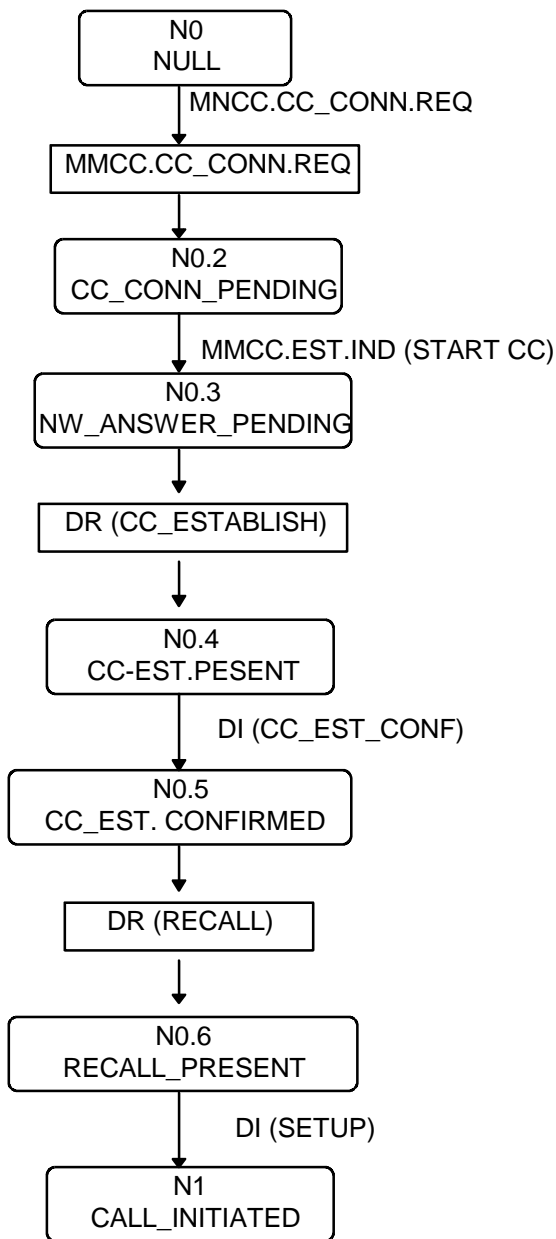 N0
NULL
MNCC.CC_CONN.REQ
MMCC.CC_CONN.REQ
N0.2
CC_CONN_PENDING
MMCC.EST.IND (START CC)
N0.3
NW_ANSWER_PENDING
DR (CC_ESTABLISH)
N0.4
CC-EST.PESENT
DI (CC_EST_CONF)
N0.5
CC_EST. CONFIRMED
DR (RECALL)
N0.6
RECALL_PRESENT
DI (SETUP)
N1
CALL_INITIATED